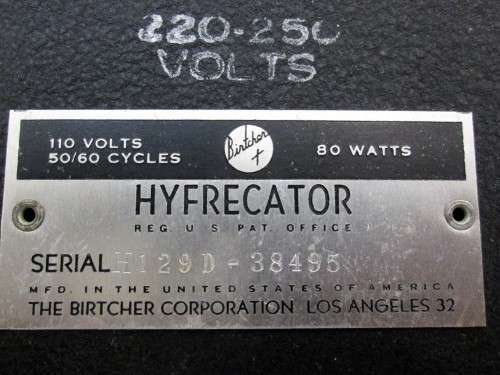 220-250
VOLTS
110 VOLTS
50/60 CYCLES
Birtcher
80 WATTS
HYFRECATOR
REG. U S PAT. OFFICE
SERIAL H129D-38495
MFD. IN THE UNITED STATES OF AMERICA
THE BIRTCHER CORPORATION LOS ANGELES 32